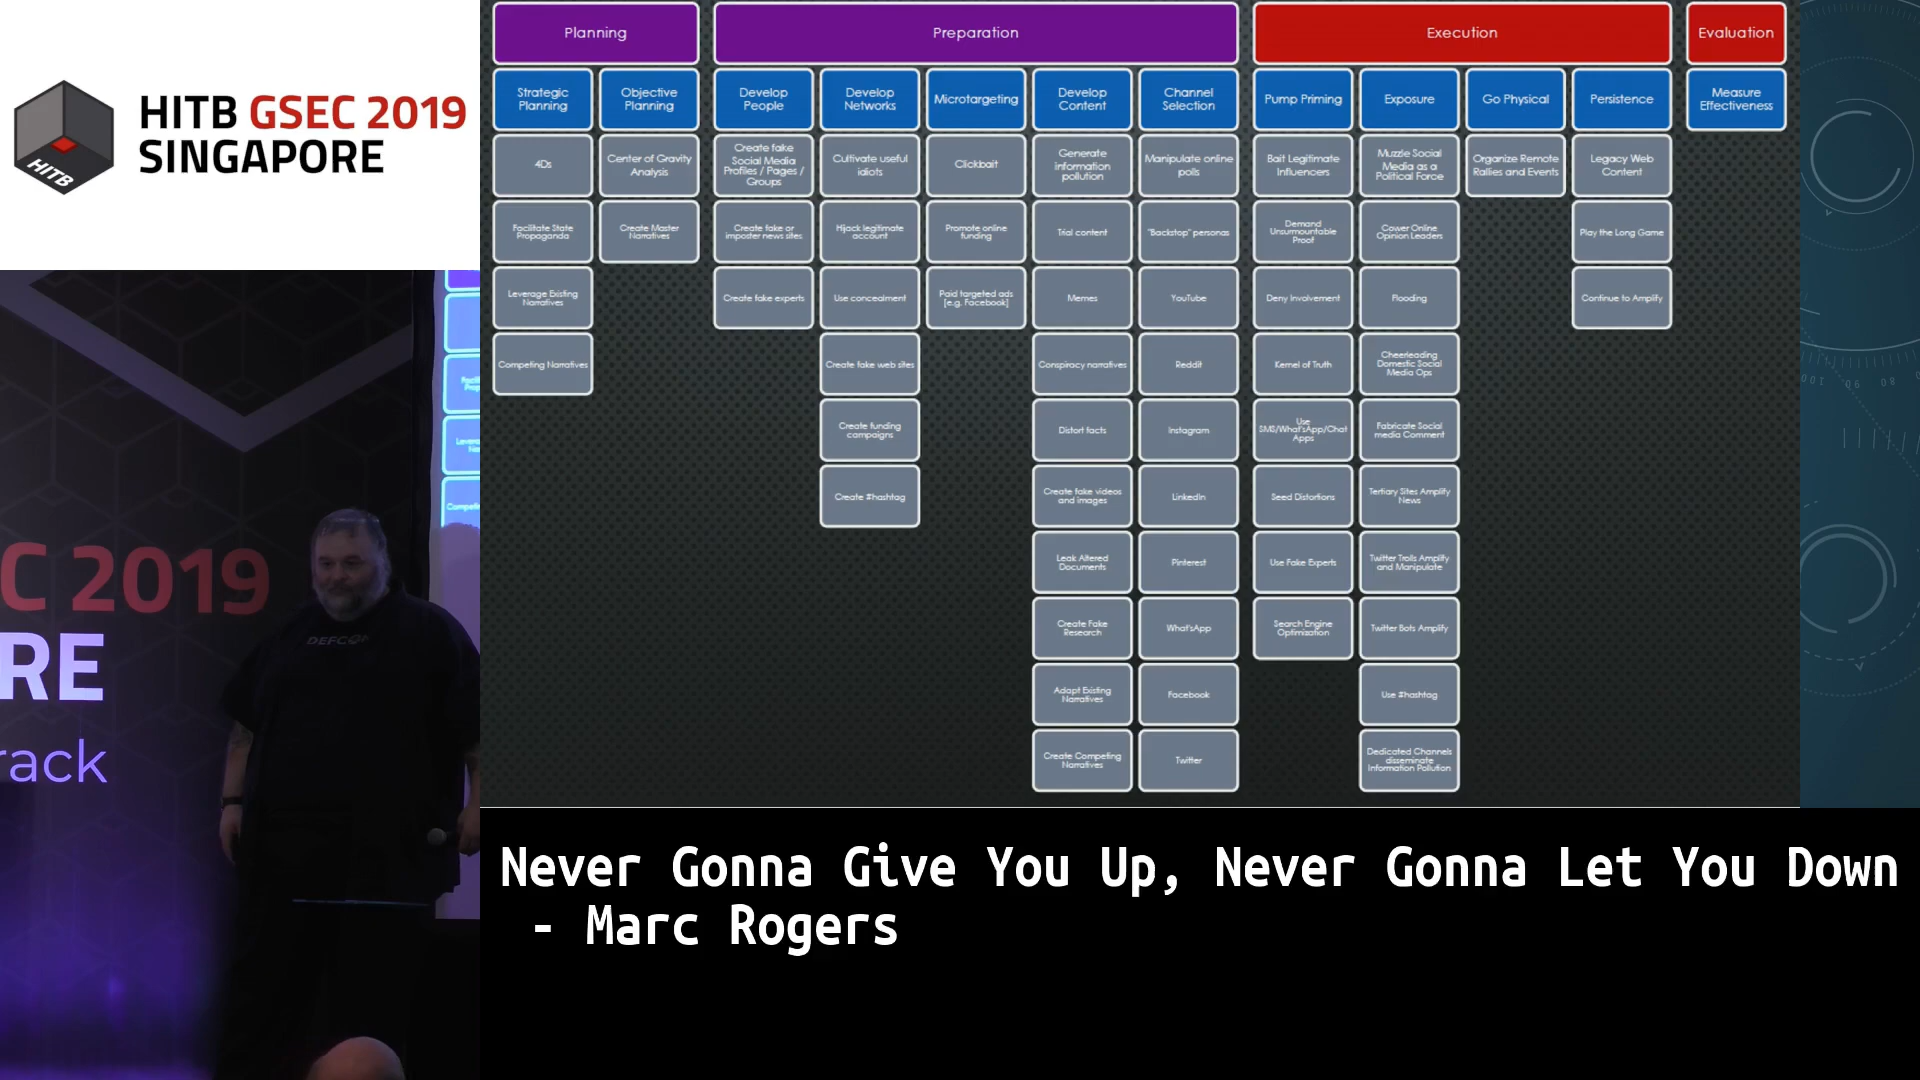 HITB GSEC 2019
SINGAPORE
HITB
C 2019
RE
rack
DEFCON
Planning
Preparation
Execution
Evaluation
Strategic
Planning
Objective
Planning
Develop
People
Develop
Networks
Microtargeting
Develop
Content
Channel
Selection
Pump Priming
Exposure
Go Physical
Persistence
Measure
Effectiveness
4Ds
Center of Gravity
Analysis
Create fake
Social Media
Profiles / Pages /
Groups
Cultivate useful
idiots
Clickbait
Generate
information
pollution
Manipulate online
polls
Bait Legitimate
Influencers
Muzzle Social
Media as a
Political Force
Organize Remote
Rallies and Events
Legacy Web
Content
Facilitate State
Propaganda
Create Master
Narratives
Create fake or
imposter news sites
Hijack legitimate
account
Promote online
funding
Trial content
"Backstop" personas
Demand
Unsurmountable
Proof
Cower Online
Opinion Leaders
Play the Long Game
Leverage Existing
Narratives
Create fake experts
Use concealment
Paid targeted ads
[e.g. Facebook]
Memes
YouTube
Deny Involvement
Flooding
Continue to Amplify
Competing Narratives
Create fake web sites
Conspiracy narratives
Reddit
Kernel of Truth
Cheerleading
Domestic Social
Media Ops
Create funding
campaigns
Distort facts
Instagram
Use
SMS/What'sApp/Chat
Apps
Fabricate Social
media Comment
Create #hashtag
Create fake videos
and images
LinkedIn
Seed Distortions
Tertiary Sites Amplify
News
Leak Altered
Documents
Pinterest
Use Fake Experts
Twitter Trolls Amplify
and Manipulate
Create Fake
Research
What'sApp
Search Engine
Optimization
Twitter Bots Amplify
Adapt Existing
Narratives
Facebook
Use #hashtag
Create Competing
Narratives
Twitter
Dedicated Channels
disseminate
Information Pollution
Never Gonna Give You Up, Never Gonna Let You Down
- Marc Rogers